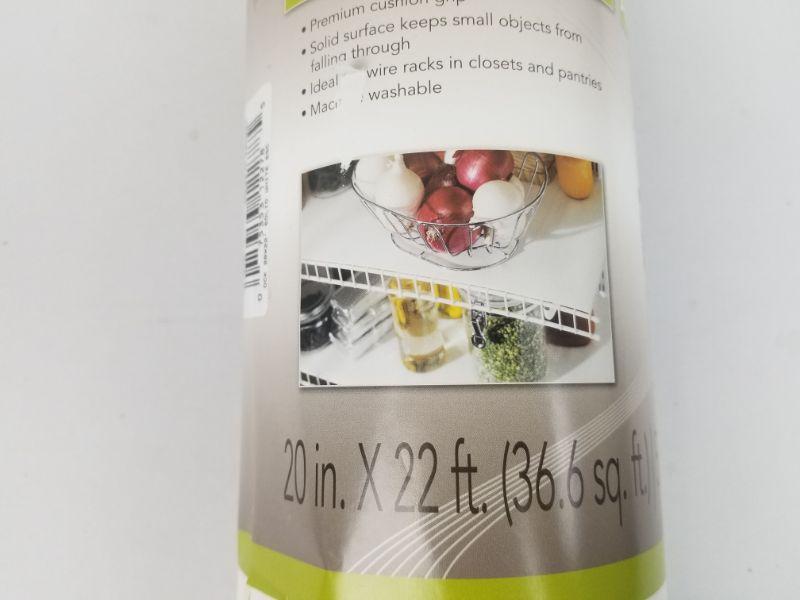 • Premium cushion grip
• Solid surface keeps small objects from
falling through
• Ideal wire racks in closets and pantries
• washable
20 in. X 22 ft. (36.6 sq. ft.)